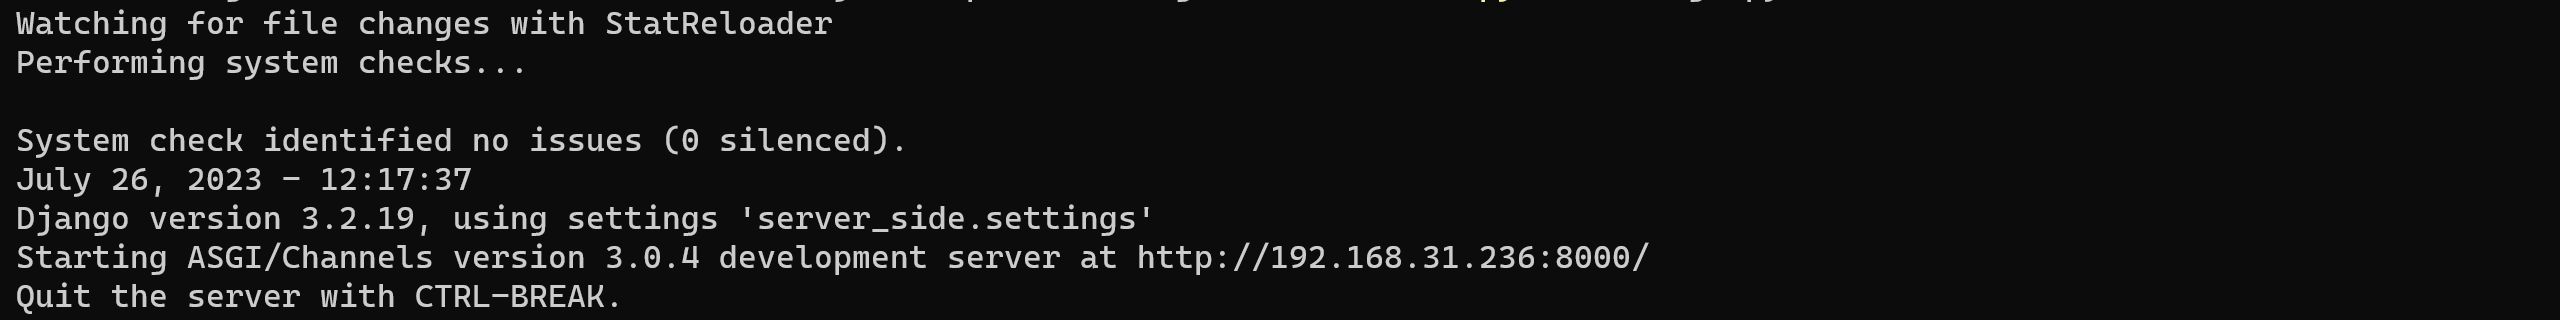 Watching for file changes with StatReloader
Performing system checks...
System check identified no issues (0 silenced).
July 26, 2023 - 12:17:37
Django version 3.2.19, using settings 'server_side.settings'
Starting ASGI/Channels version 3.0.4 development server at http://192.168.31.236:8000/
Quit the server with CTRL-BREAK.